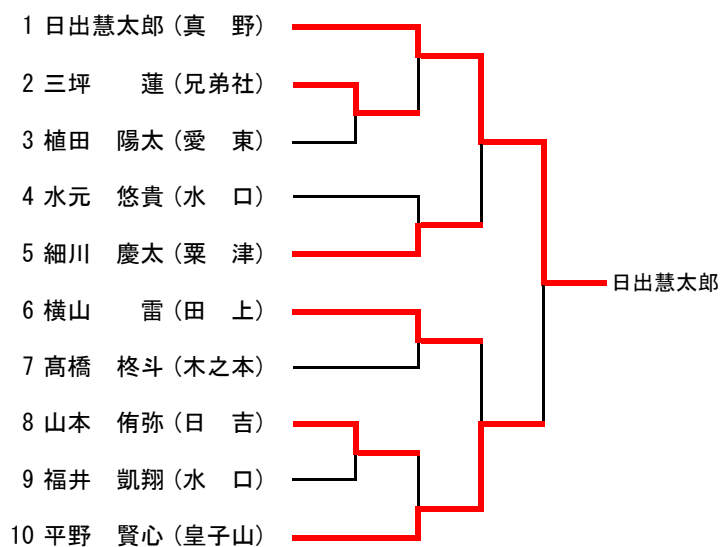 1 日出慧太郎 (真　野)
2 三坪　　蓮 (兄弟社)
3 植田　陽太 (愛　東)
4 水元　悠貴 (水　口)
5 細川　慶太 (粟　津)
日出慧太郎
6 横山　　雷 (田　上)
7 髙橋　柊斗 (木之本)
8 山本　侑弥 (日　吉)
9 福井　凱翔 (水　口)
10 平野　賢心 (皇子山)